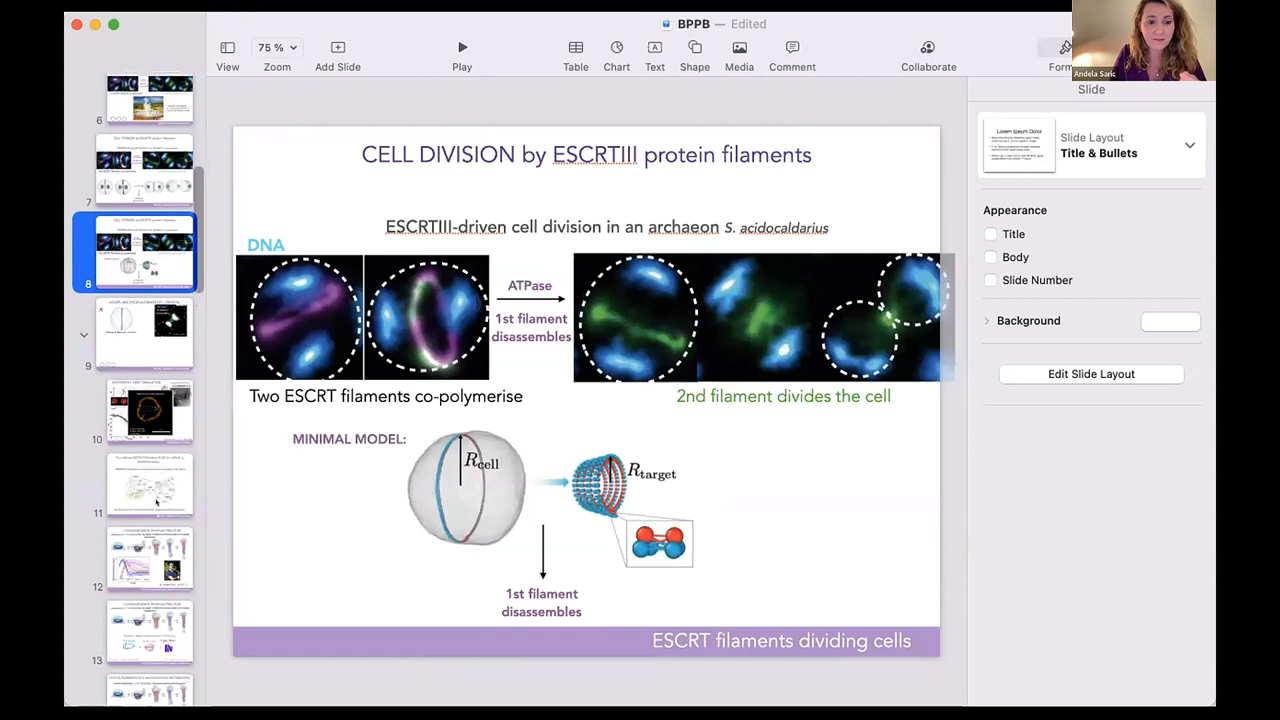 BPPB — Edited
75 %
View
Zoom
Add Slide
Play
Table
Chart
Text
Shape
Media
Comment
Collaborate
Form
Andela Saric
Slide
6
7
8
9
10
11
12
13
CELL DIVISION by ESCRTIII protein filaments
ESCRTIII-driven cell division in an archaeon S. acidocaldarius
DNA
ATPase
1st filament
disassembles
Two ESCRT filaments co-polymerise
2nd filament divides the cell
MINIMAL MODEL:
Rcell
Rtarget
1st filament
disassembles
ESCRT filaments dividing cells
Lorem Ipsum Dolor
Slide Layout
Title & Bullets
Appearance
Title
Body
Slide Number
Background
Edit Slide Layout